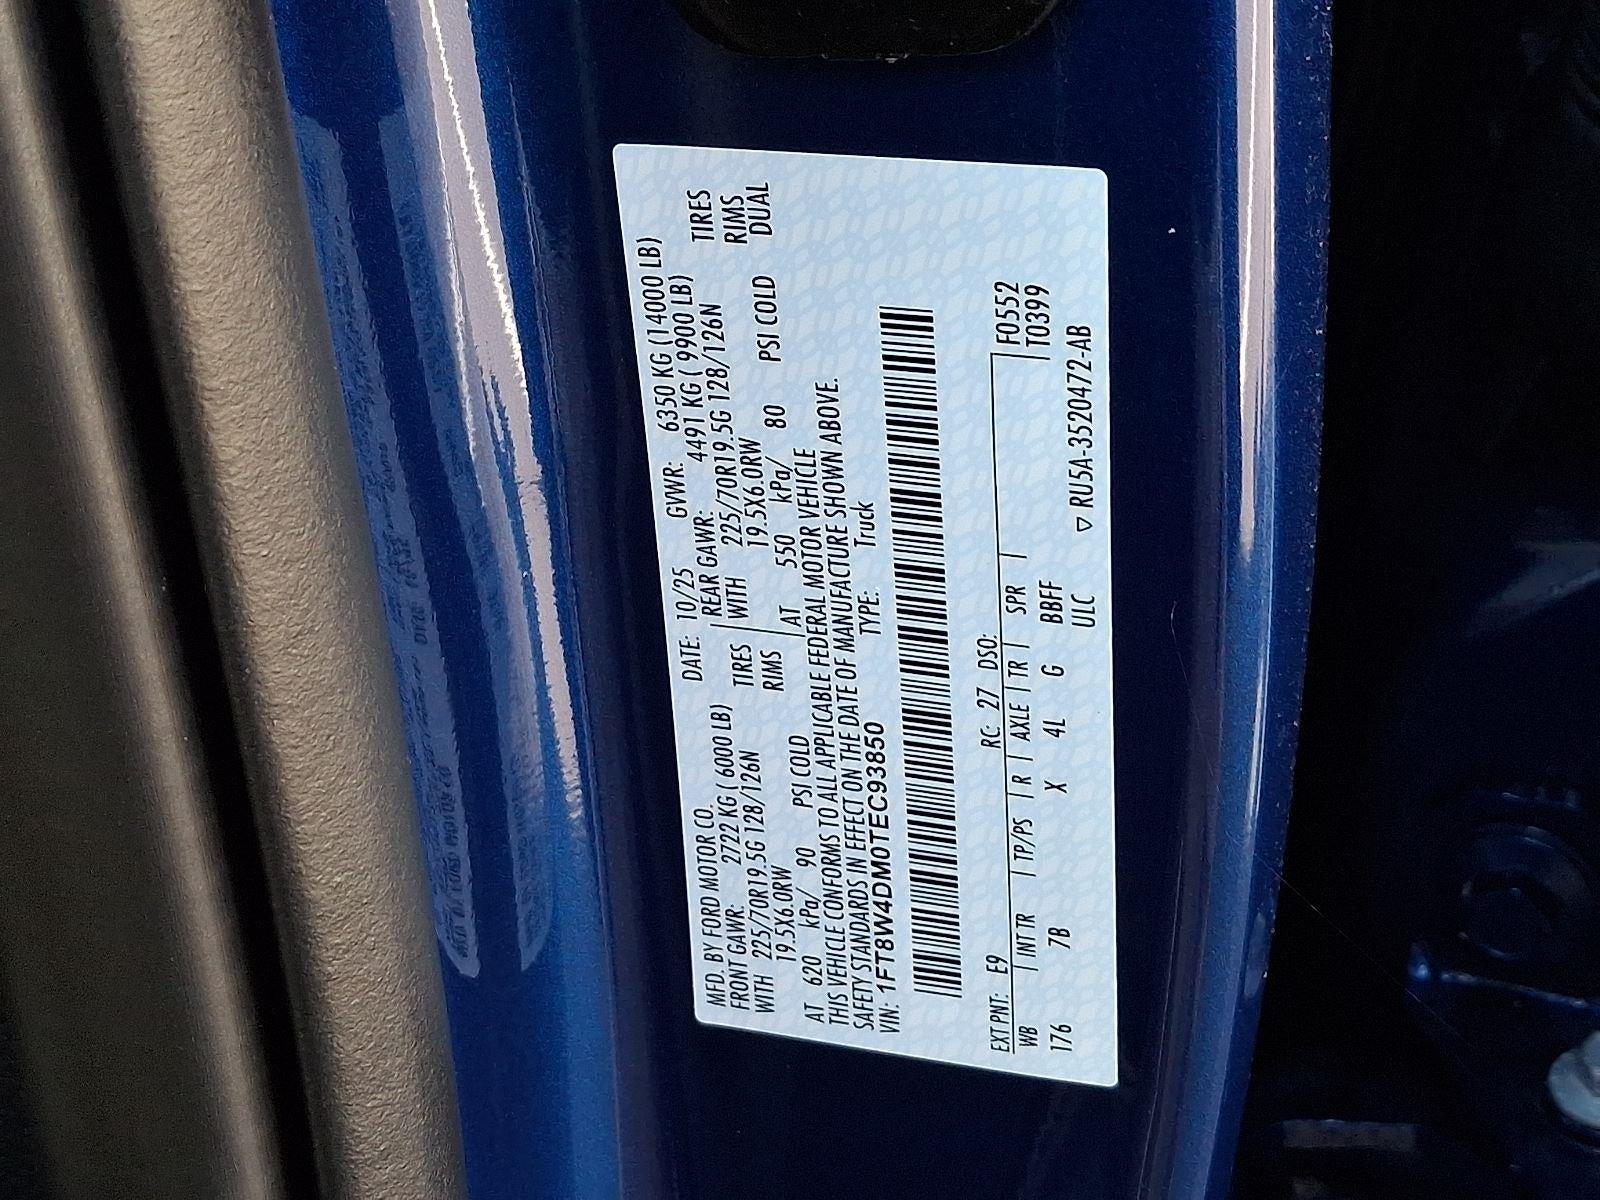 MFD. BY FORD MOTOR CO.
DATE: 10/25 GVWR: 6350 KG (14000 LB)
FRONT GAWR: 2722 KG ( 6000 LB)
REAR GAWR: 4491 KG ( 9900 LB)
WITH 225/70R19.5G 128/126N TIRES
WITH 225/70R19.5G 128/126N TIRES
19.5X6.0RW RIMS
19.5X6.0RW RIMS
AT 620 kPa/ 90 PSI COLD
AT 550 kPa/ 80 PSI COLD DUAL
THIS VEHICLE CONFORMS TO ALL APPLICABLE FEDERAL MOTOR VEHICLE
SAFETY STANDARDS IN EFFECT ON THE DATE OF MANUFACTURE SHOWN ABOVE.
VIN: 1FT8W4DM0TEC93850 TYPE: Truck
EXT PNT: E9 RC: 27 DSO:
WB | INT TR | TP/PS | R | AXLE | TR | SPR | F0552
176 7B X 4L G BBFF T0399
ULC ▽ RU5A-3520472-AB